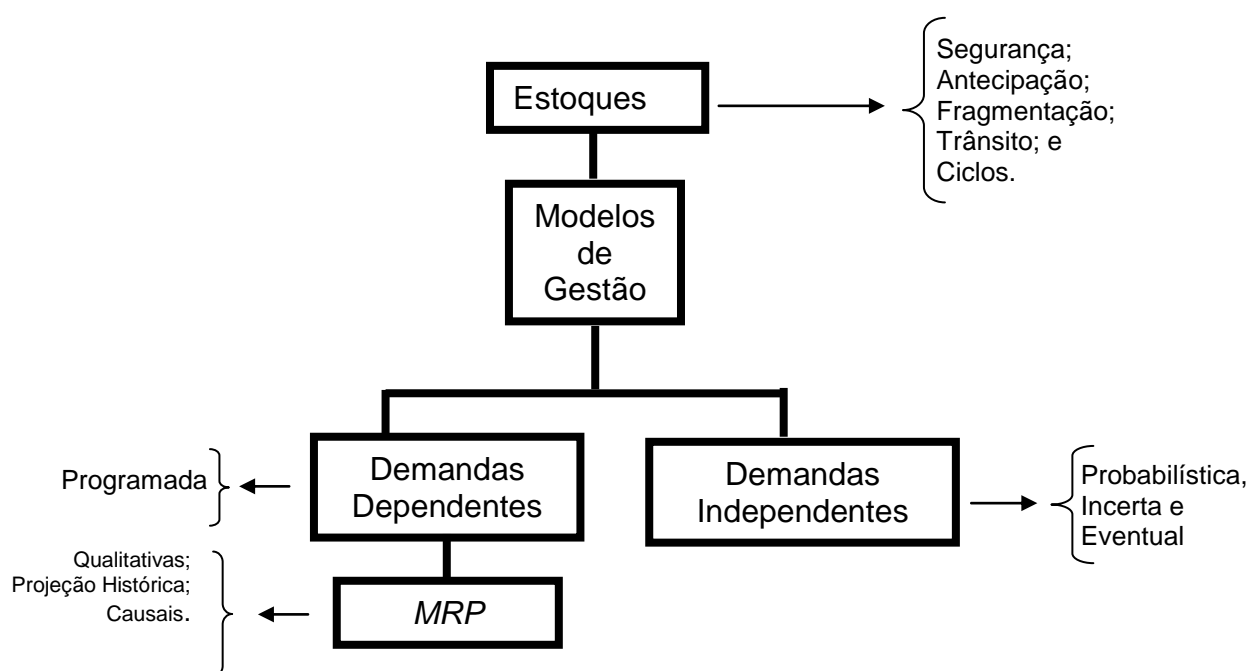 Estoques
Segurança;
Antecipação;
Fragmentação;
Trânsito; e
Ciclos.
Modelos
de
Gestão
Programada
Demandas
Dependentes
Demandas
Independentes
Probabilística,
Incerta e
Eventual
Qualitativas;
Projeção Histórica;
Causais.
MRP